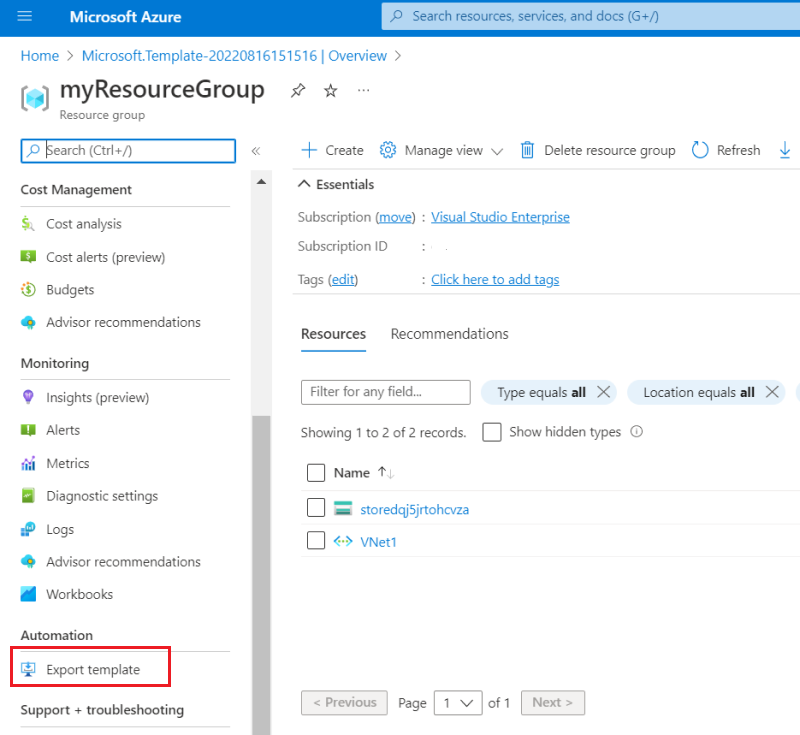 Microsoft Azure
Search resources, services, and docs (G+/)
Home > Microsoft.Template-20220816151516 | Overview >
myResourceGroup
Resource group
Search (Ctrl+/)
«
Create
Manage view
Delete resource group
Refresh
Cost Management
Cost analysis
Cost alerts (preview)
Budgets
Advisor recommendations
Monitoring
Insights (preview)
Alerts
Metrics
Diagnostic settings
Logs
Advisor recommendations
Workbooks
Automation
Export template
Support + troubleshooting
Essentials
Subscription (move) : Visual Studio Enterprise
Subscription ID :
Tags (edit) : Click here to add tags
Resources Recommendations
Filter for any field...
Type equals all
Location equals all
Showing 1 to 2 of 2 records.
Show hidden types
Name
storedqj5jrtohcvza
VNet1
< Previous Page 1 of 1 Next >